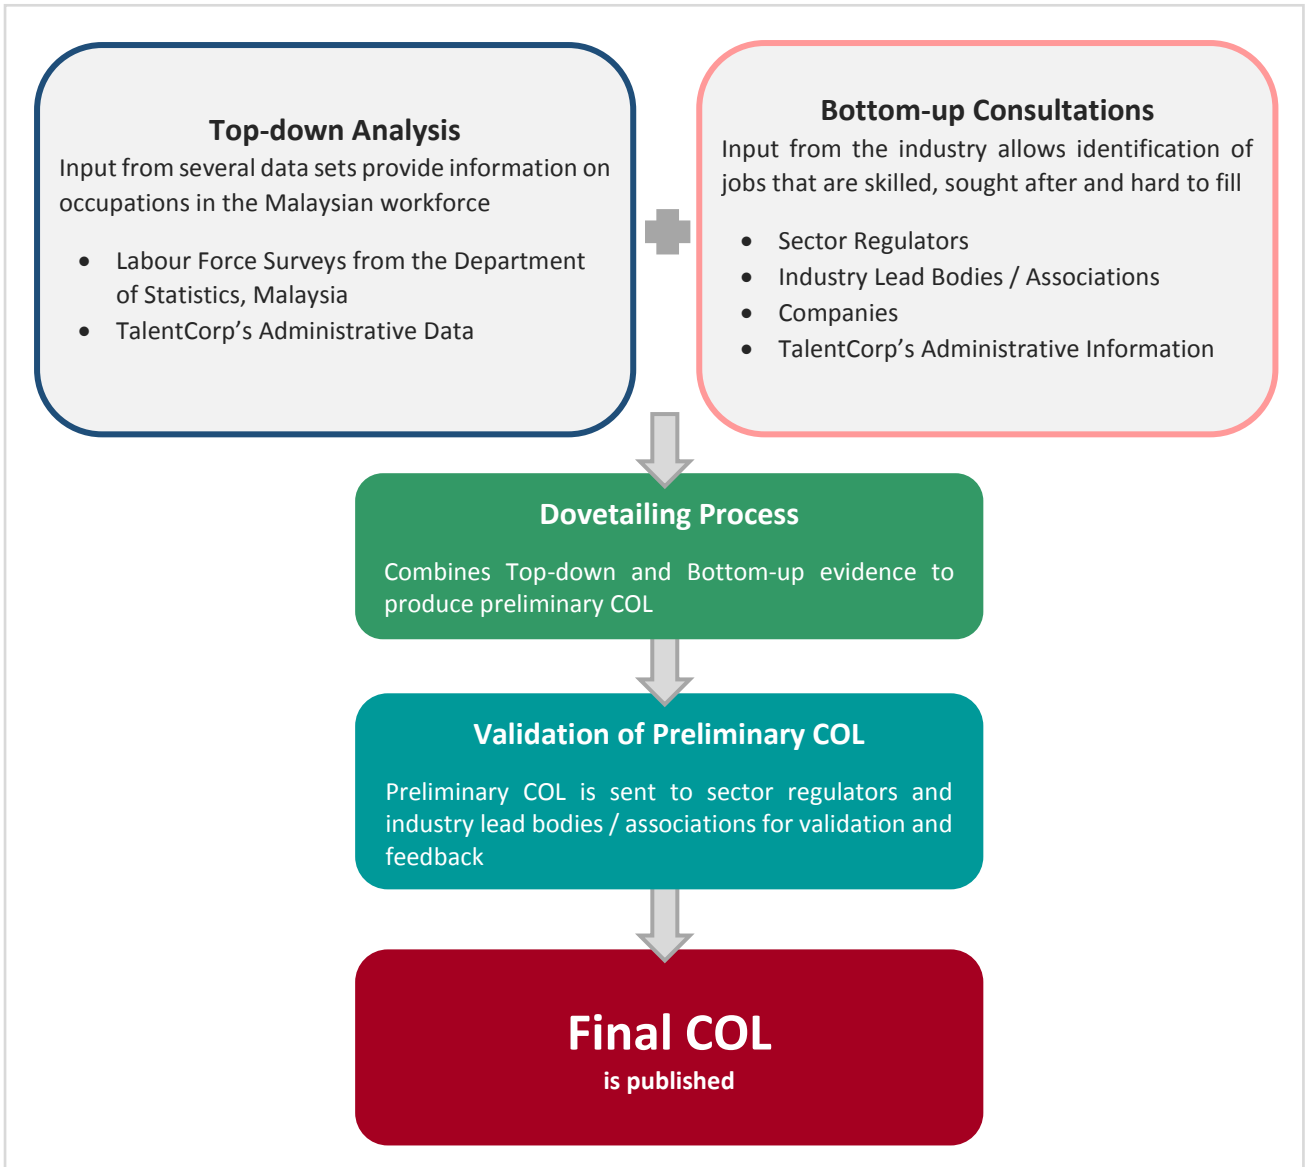 Top-down Analysis
Input from several data sets provide information on
occupations in the Malaysian workforce
• Labour Force Surveys from the Department
of Statistics, Malaysia
• TalentCorp's Administrative Data
Bottom-up Consultations
Input from the industry allows identification of
jobs that are skilled, sought after and hard to fill
• Sector Regulators
• Industry Lead Bodies / Associations
• Companies
• TalentCorp's Administrative Information
Dovetailing Process
Combines Top-down and Bottom-up evidence to
produce preliminary COL
Validation of Preliminary COL
Preliminary COL is sent to sector regulators and
industry lead bodies / associations for validation and
feedback
Final COL
is published